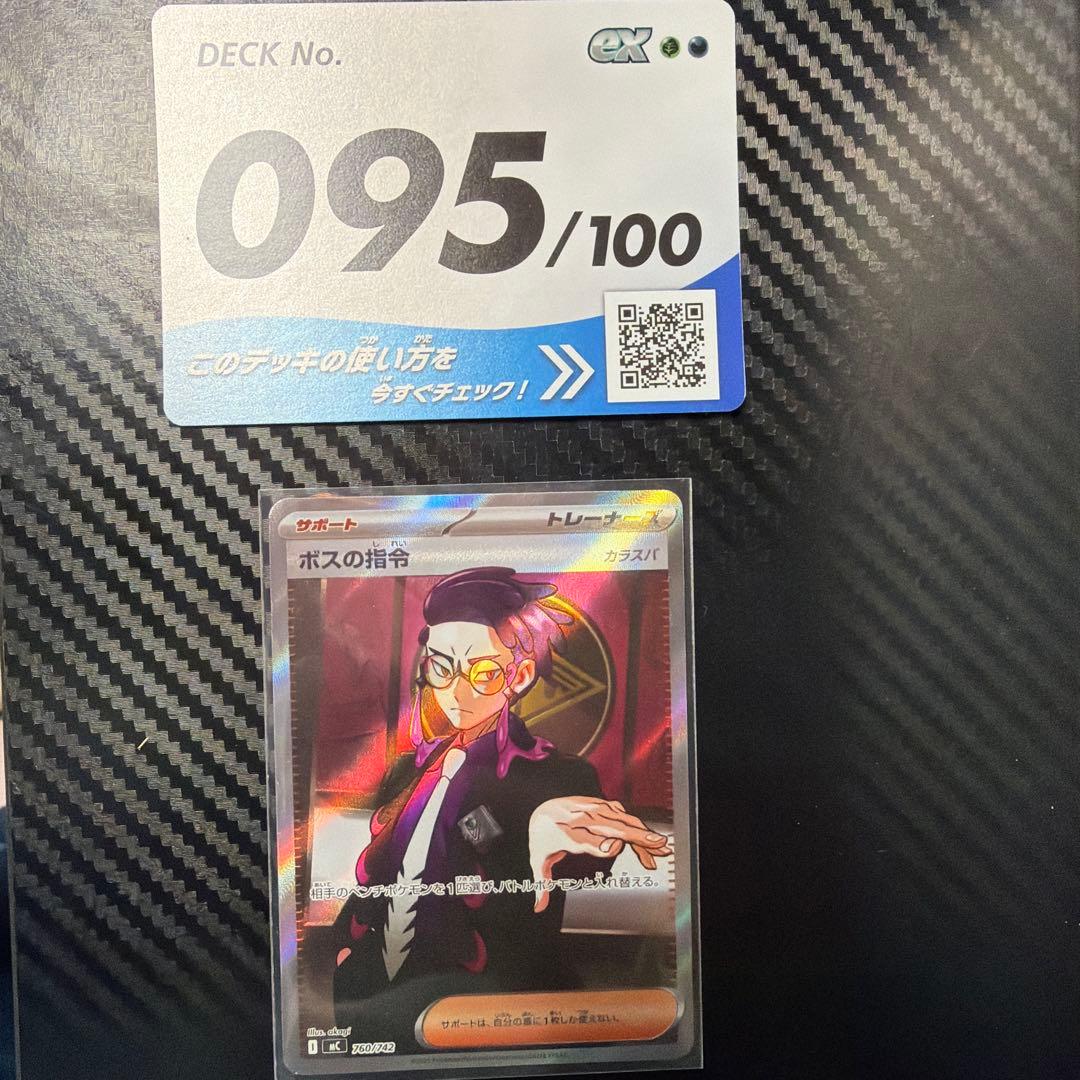 DECK No.
ex
095/100
このデッキの使い方を
今すぐチェック!
サポート
トレーナーズ
ボスの指令
カラスバ
相手のベンチポケモンを1匹選び、バトルポケモンと入れ替える。
サポートは、自分の番に1枚しか使えない。
Illus. akagi
I MC 760/742